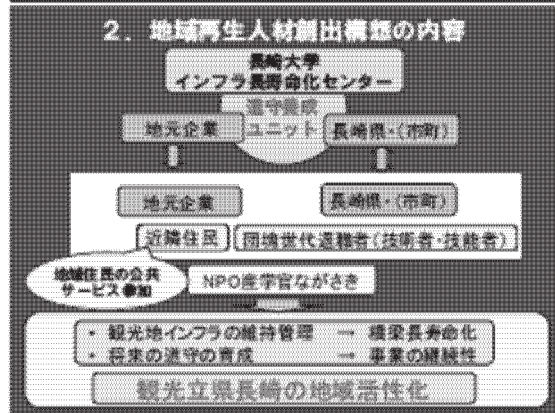 2．地域再生人材創出構想の内容
長崎大学
インフラ長寿命化センター
道守養成
ユニット
地元企業
長崎県・(市町)
地元企業
長崎県・(市町)
近隣住民
団塊世代退職者(技術者・技能者)
地域住民の公共
サービス参加
NPO産学官ながさき
・ 観光地インフラの維持管理 → 橋梁長寿命化
・ 将来の道守の育成 → 事業の継続性
観光立県長崎の地域活性化